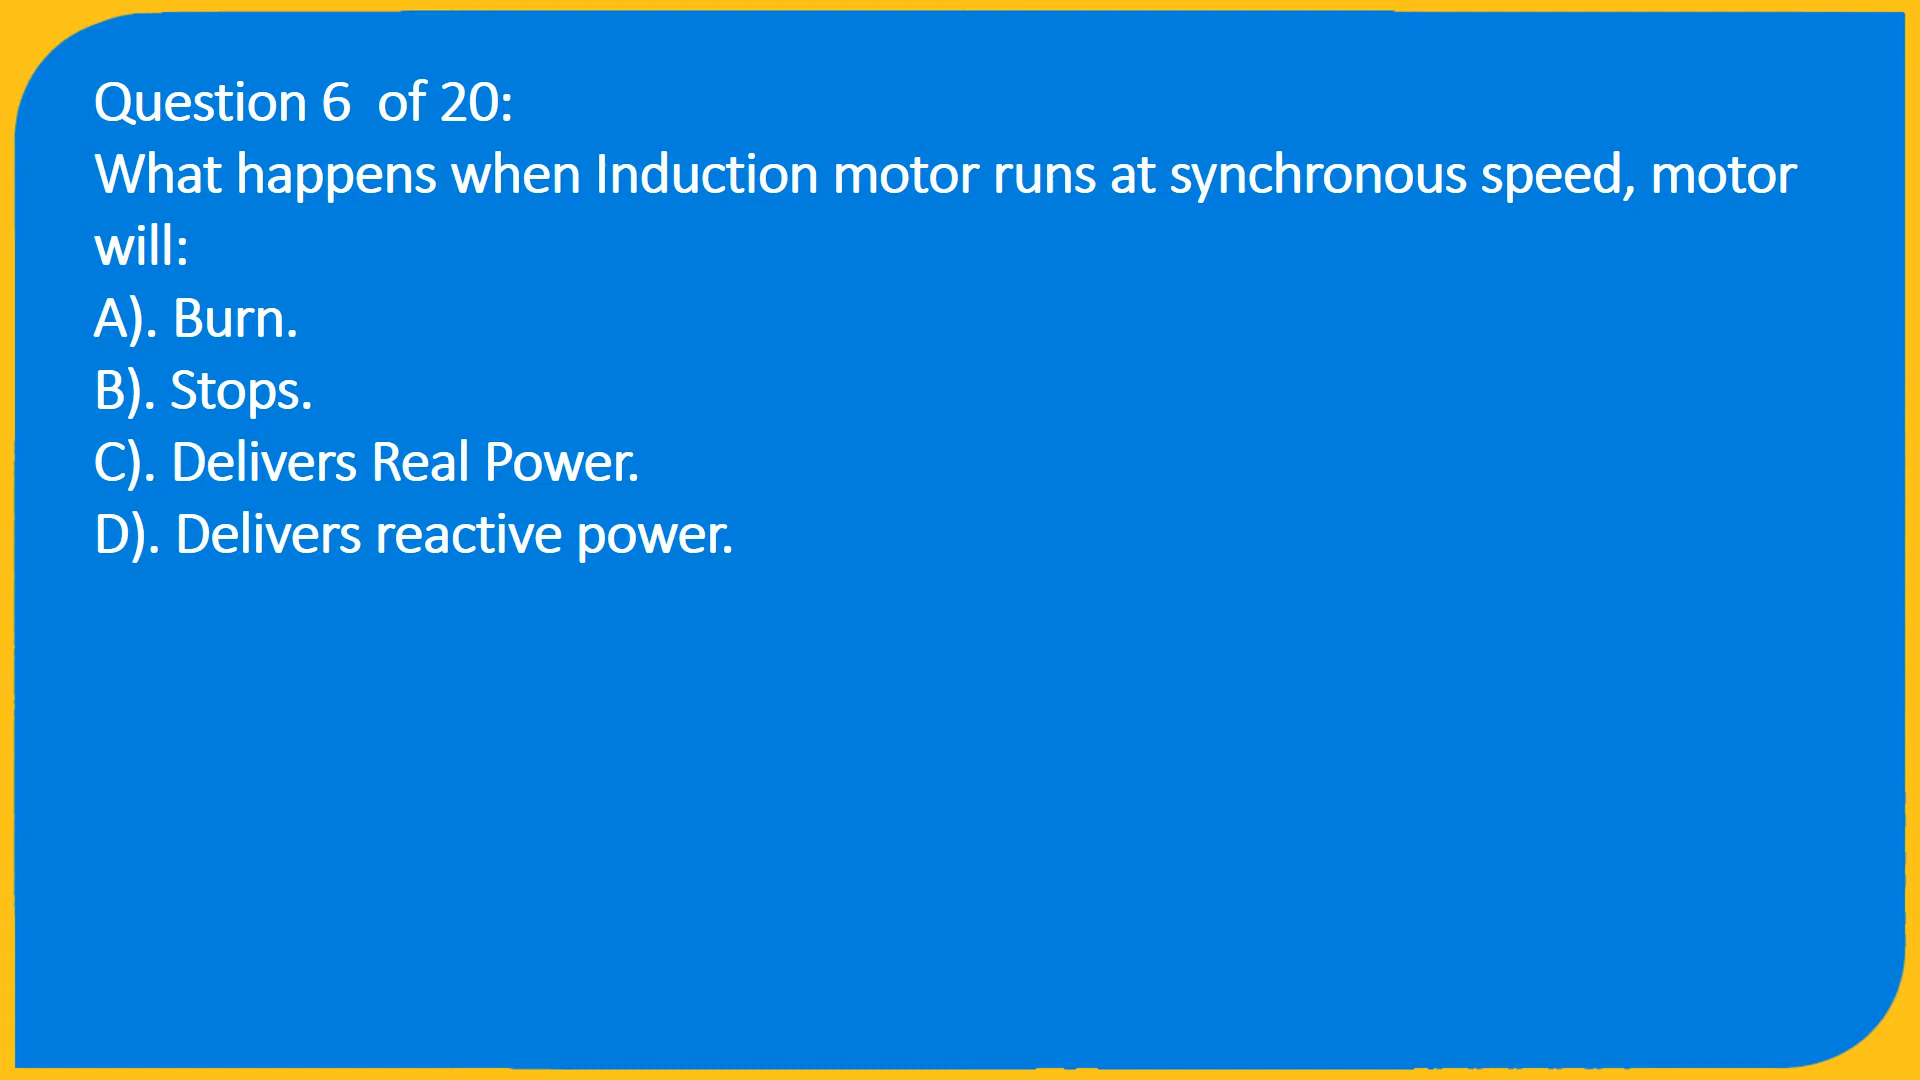 Question 6  of 20:
What happens when Induction motor runs at synchronous speed, motor
will:
A). Burn.
B). Stops.
C). Delivers Real Power.
D). Delivers reactive power.